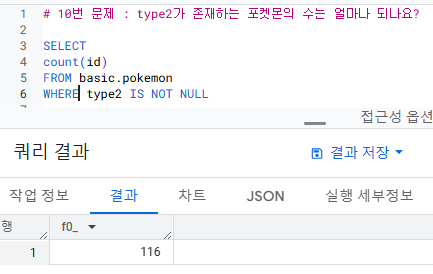 1 # 10번 문제 : type2가 존재하는 포켓몬의 수는 얼마나 되나요?
2
3 SELECT
4 count(id)
5 FROM basic.pokemon
6 WHERE type2 IS NOT NULL
접근성 옵션
쿼리 결과 결과 저장
작업 정보 결과 차트 JSON 실행 세부정보
행 f0_
1 116